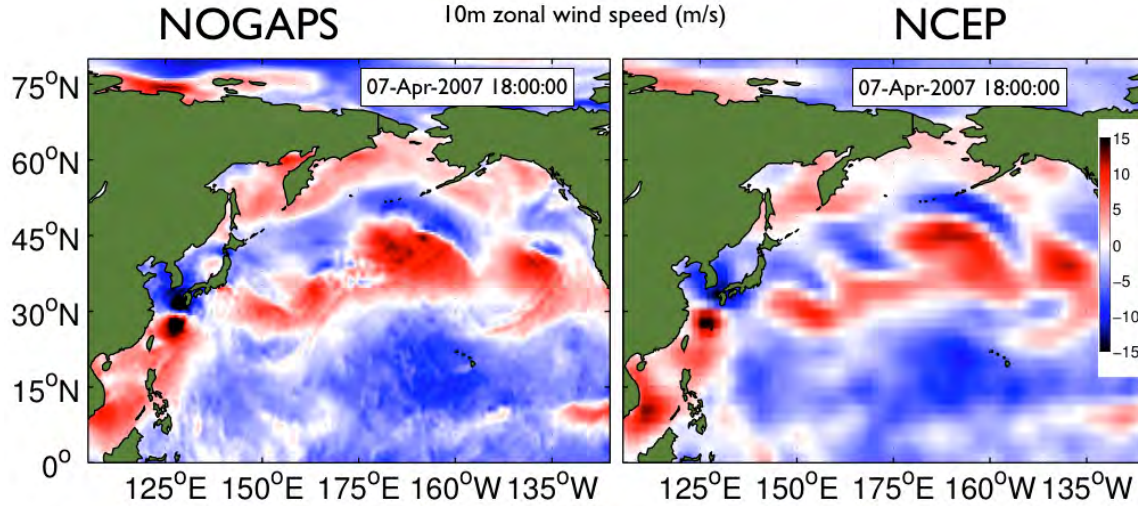 NOGAPS
10m zonal wind speed (m/s)
NCEP
07-Apr-2007 18:00:00
07-Apr-2007 18:00:00
75°N
60°N
45°N
30°N
15°N
0°
125°E 150°E 175°E 160°W 135°W
125°E 150°E 175°E 160°W 135°W
15
10
5
0
−5
−10
−15